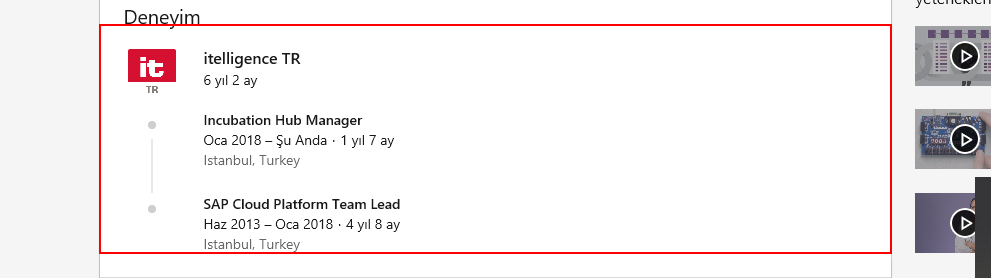 Deneyim
it
TR
itelligence TR
6 yıl 2 ay
Incubation Hub Manager
Oca 2018 – Şu Anda · 1 yıl 7 ay
Istanbul, Turkey
SAP Cloud Platform Team Lead
Haz 2013 – Oca 2018 · 4 yıl 8 ay
Istanbul, Turkey